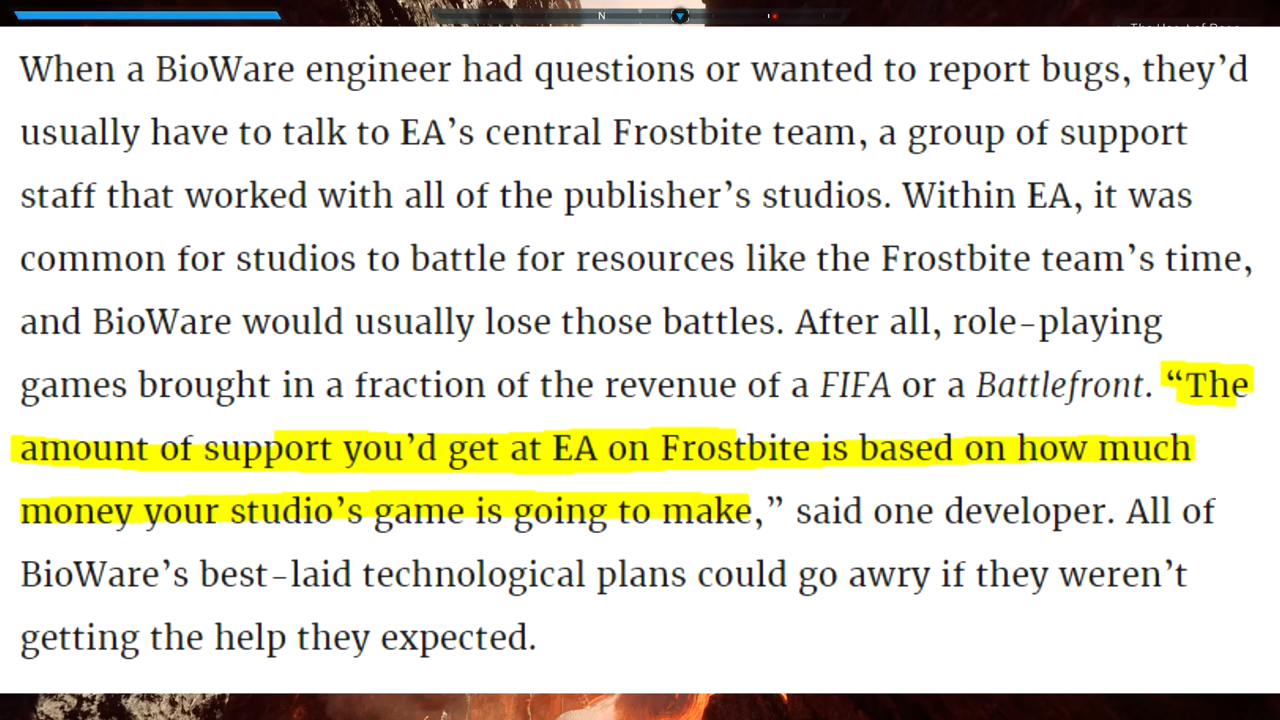 N
When a BioWare engineer had questions or wanted to report bugs, they’d
usually have to talk to EA’s central Frostbite team, a group of support
staff that worked with all of the publisher’s studios. Within EA, it was
common for studios to battle for resources like the Frostbite team’s time,
and BioWare would usually lose those battles. After all, role-playing
games brought in a fraction of the revenue of a FIFA or a Battlefront. “The
amount of support you’d get at EA on Frostbite is based on how much
money your studio’s game is going to make,” said one developer. All of
BioWare’s best-laid technological plans could go awry if they weren’t
getting the help they expected.